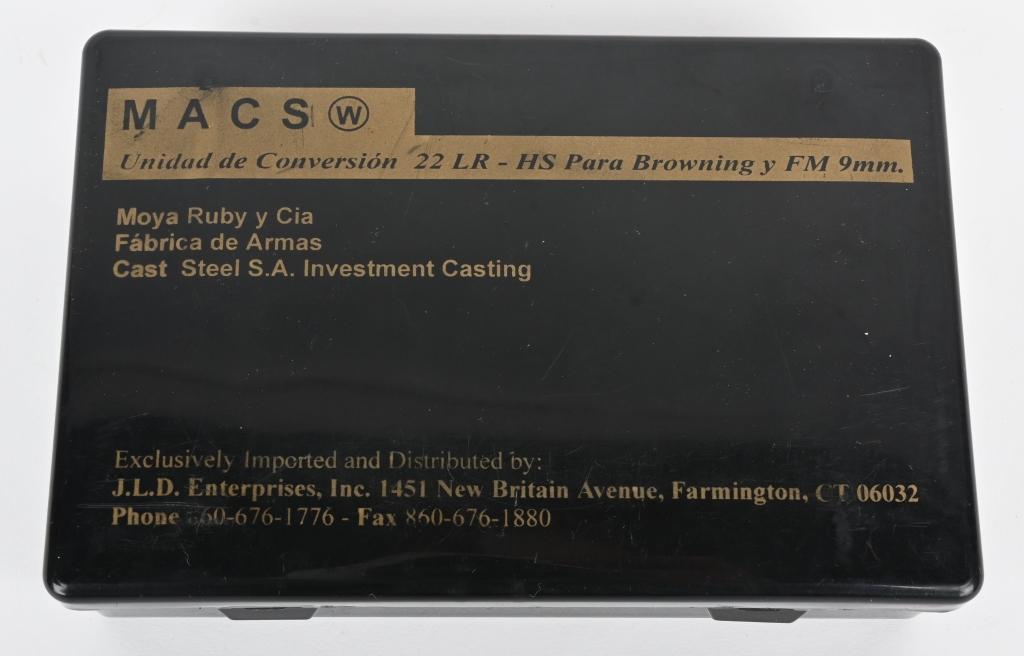 MACS W
Unidad de Conversión 22 LR - HS Para Browning y FM 9mm.
Moya Ruby y Cia
Fábrica de Armas
Cast Steel S.A. Investment Casting
Exclusively Imported and Distributed by:
J.L.D. Enterprises, Inc. 1451 New Britain Avenue, Farmington, CT 06032
Phone 860-676-1776 - Fax 860-676-1880